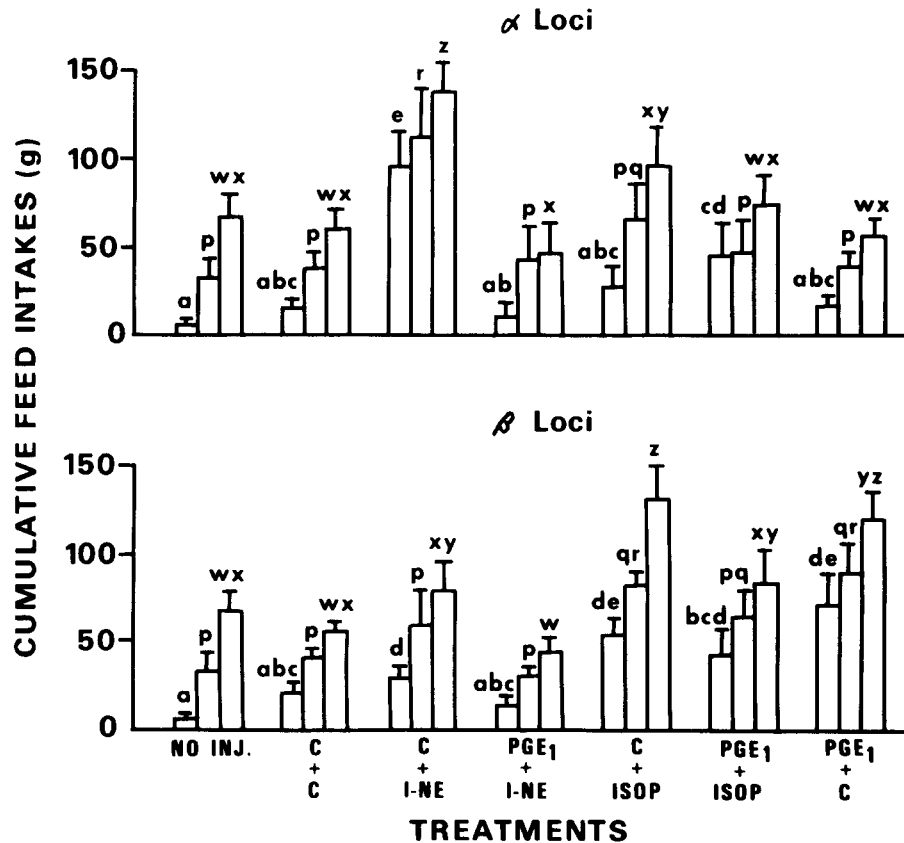 α Loci
CUMULATIVE FEED INTAKES (g)
150
100
50
0
a
p
wx
abc
p
wx
e
r
z
ab
p
x
abc
pq
xy
cd
p
wx
abc
p
wx
β Loci
150
100
50
0
a
p
wx
abc
p
wx
d
p
xy
abc
p
w
de
qr
z
bcd
pq
xy
de
qr
yz
NO INJ.
C
+
C
C
+
I-NE
PGE₁
+
I-NE
C
+
ISOP
PGE₁
+
ISOP
PGE₁
+
C
TREATMENTS